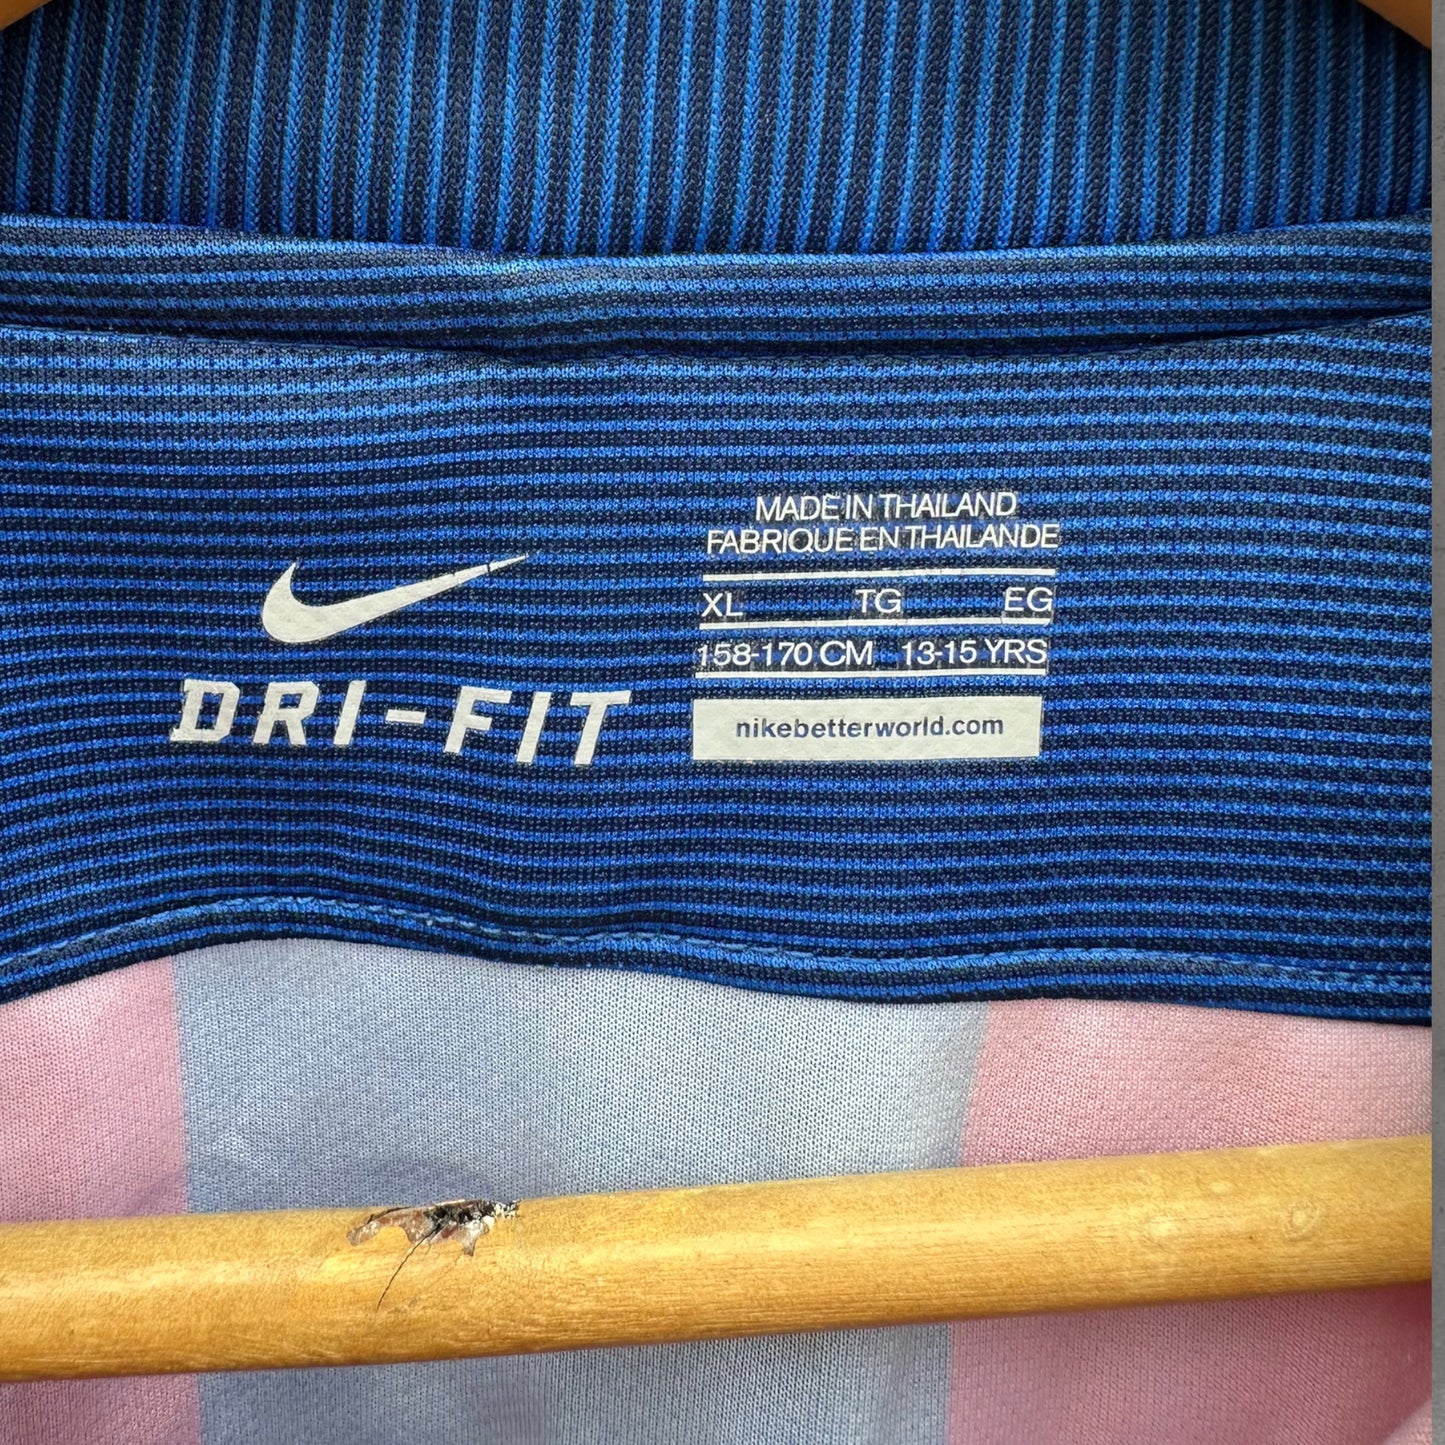 DRI-FIT
MADE IN THAILAND
FABRIQUE EN THAILANDE
XL TG EG
158-170 CM 13-15 YRS
nikebetterworld.com